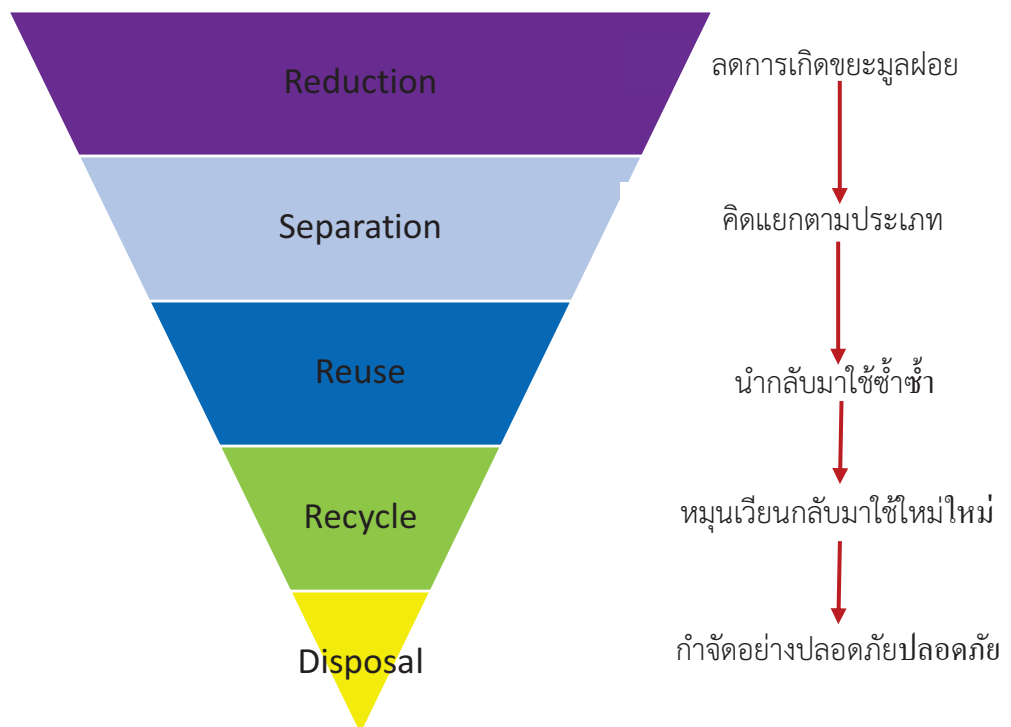 Reduction
ลดการเกิดขยะมูลฝอย
Separation
คิดแยกตามประเภท
Reuse
นำกลับมาใช้ซ้ำซ้ำ
Recycle
หมุนเวียนกลับมาใช้ใหม่ใหม่
Disposal
กำจัดอย่างปลอดภัยปลอดภัย